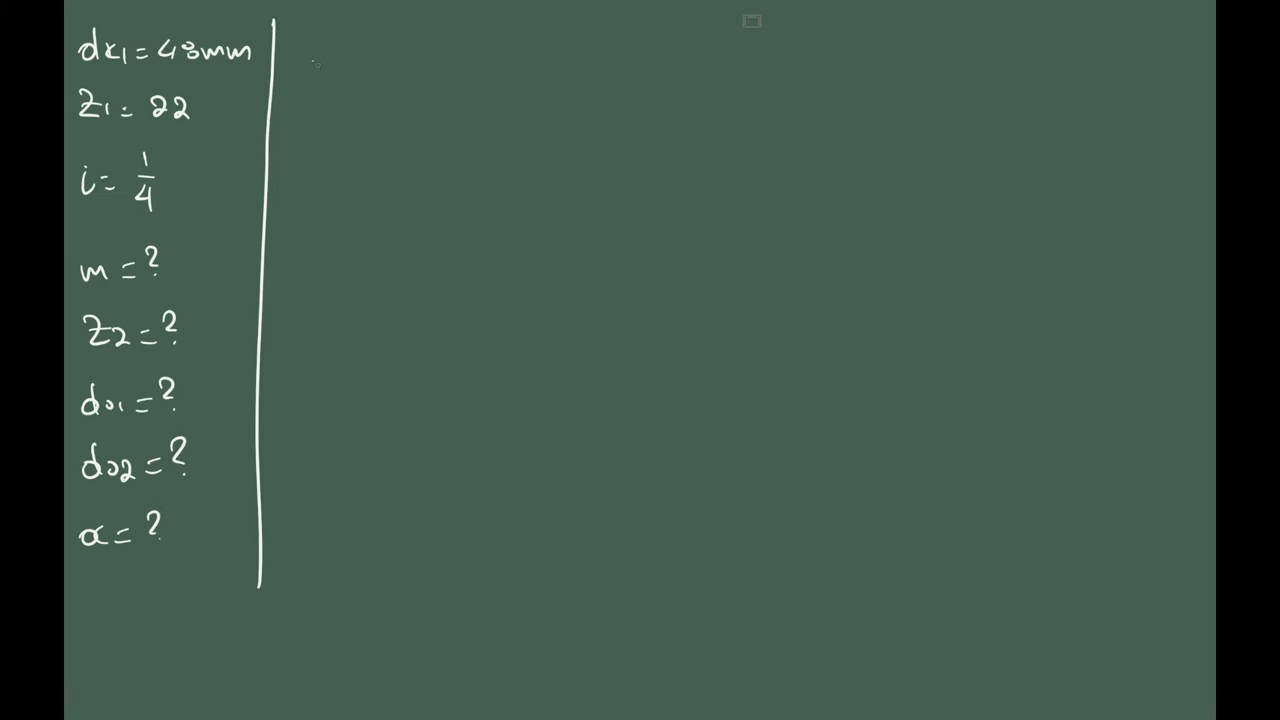 dk1 = 48mm
Z1 = 22
i = 1/4
m = ?
Z2 = ?
do1 = ?
do2 = ?
a = ?